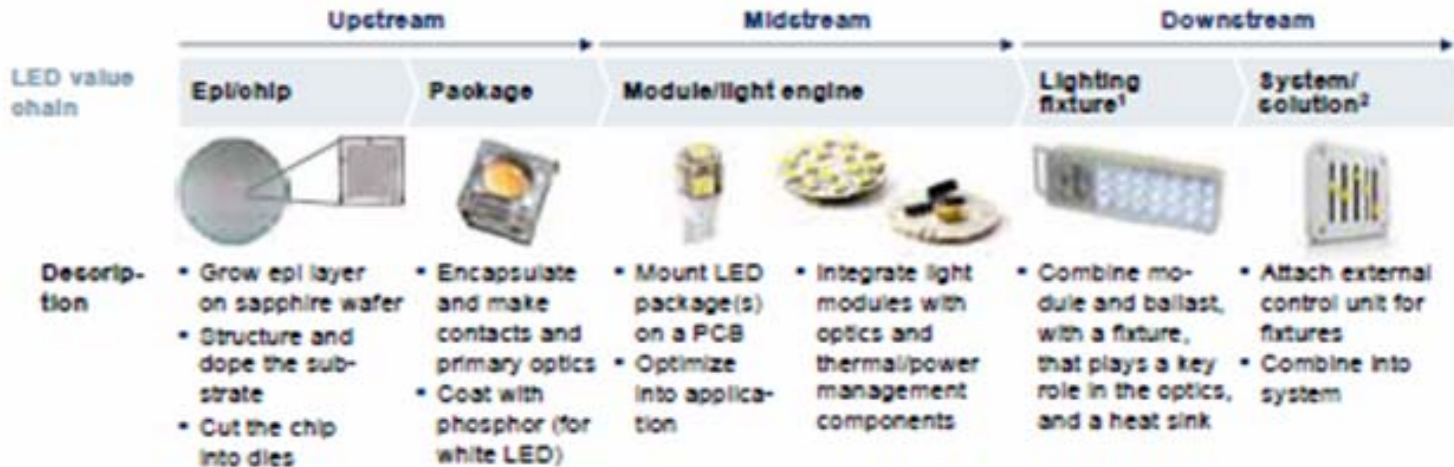 Upstream
Midstream
Downstream
LED value
chain
Epi/chip
Package
Module/light engine
Lighting
fixture¹
System/
solution²
Descrip-
tion
• Grow epi layer
on sapphire wafer
• Structure and
dope the sub-
strate
• Cut the chip
into dies
• Encapsulate
and make
contacts and
primary optics
• Coat with
phosphor (for
white LED)
• Mount LED
package(s)
on a PCB
• Optimize
into applica-
tion
• Integrate light
modules with
optics and
thermal/power
management
components
• Combine mo-
dule and ballast,
with a fixture,
that plays a key
role in the optics,
and a heat sink
• Attach external
control unit for
fixtures
• Combine into
system